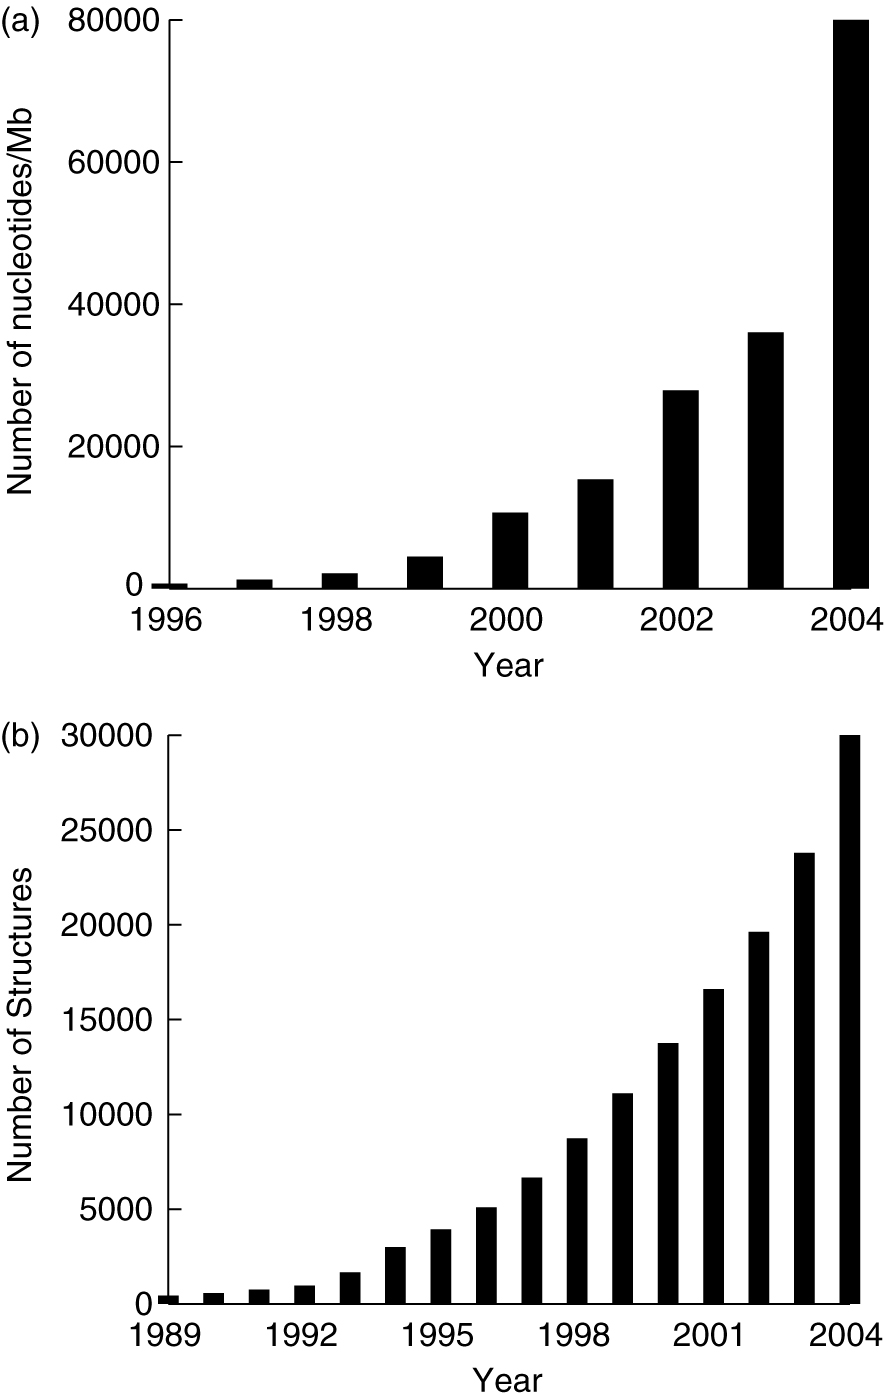 (a)
80000
60000
40000
20000
0
Number of nucleotides/Mb
1996 1998 2000 2002 2004
Year
(b)
30000
25000
20000
15000
10000
5000
0
Number of Structures
1989 1992 1995 1998 2001 2004
Year